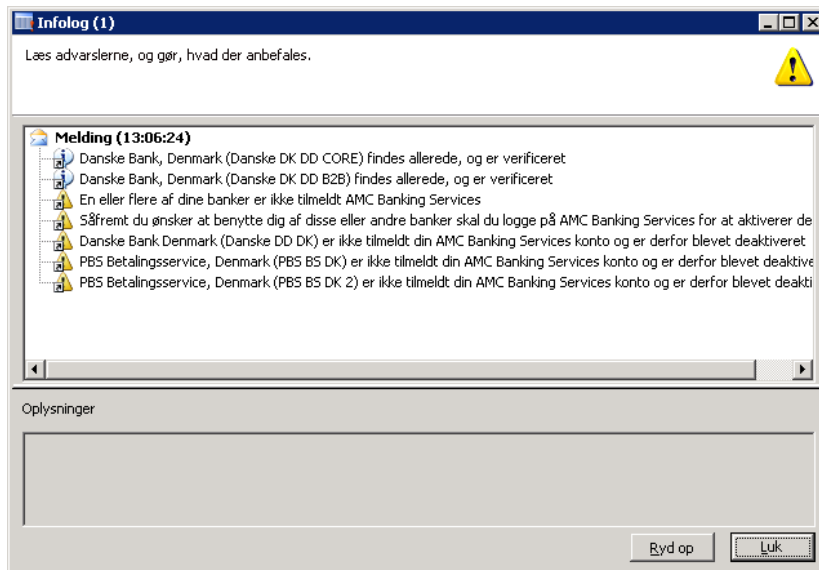 Infolog (1)
Læs advarslerne, og gør, hvad der anbefales.
Melding (13:06:24)
Danske Bank, Denmark (Danske DK DD CORE) findes allerede, og er verificeret
Danske Bank, Denmark (Danske DK DD B2B) findes allerede, og er verificeret
En eller flere af dine banker er ikke tilmeldt AMC Banking Services
Såfremt du ønsker at benytte dig af disse eller andre banker skal du logge på AMC Banking Services for at aktiverer de
Danske Bank Denmark (Danske DD DK) er ikke tilmeldt din AMC Banking Services konto og er derfor blevet deaktiveret
PBS Betalingsservice, Denmark (PBS BS DK) er ikke tilmeldt din AMC Banking Services konto og er derfor blevet deaktive
PBS Betalingsservice, Denmark (PBS BS DK 2) er ikke tilmeldt din AMC Banking Services konto og er derfor blevet deakti
Oplysninger
Ryd op
Luk